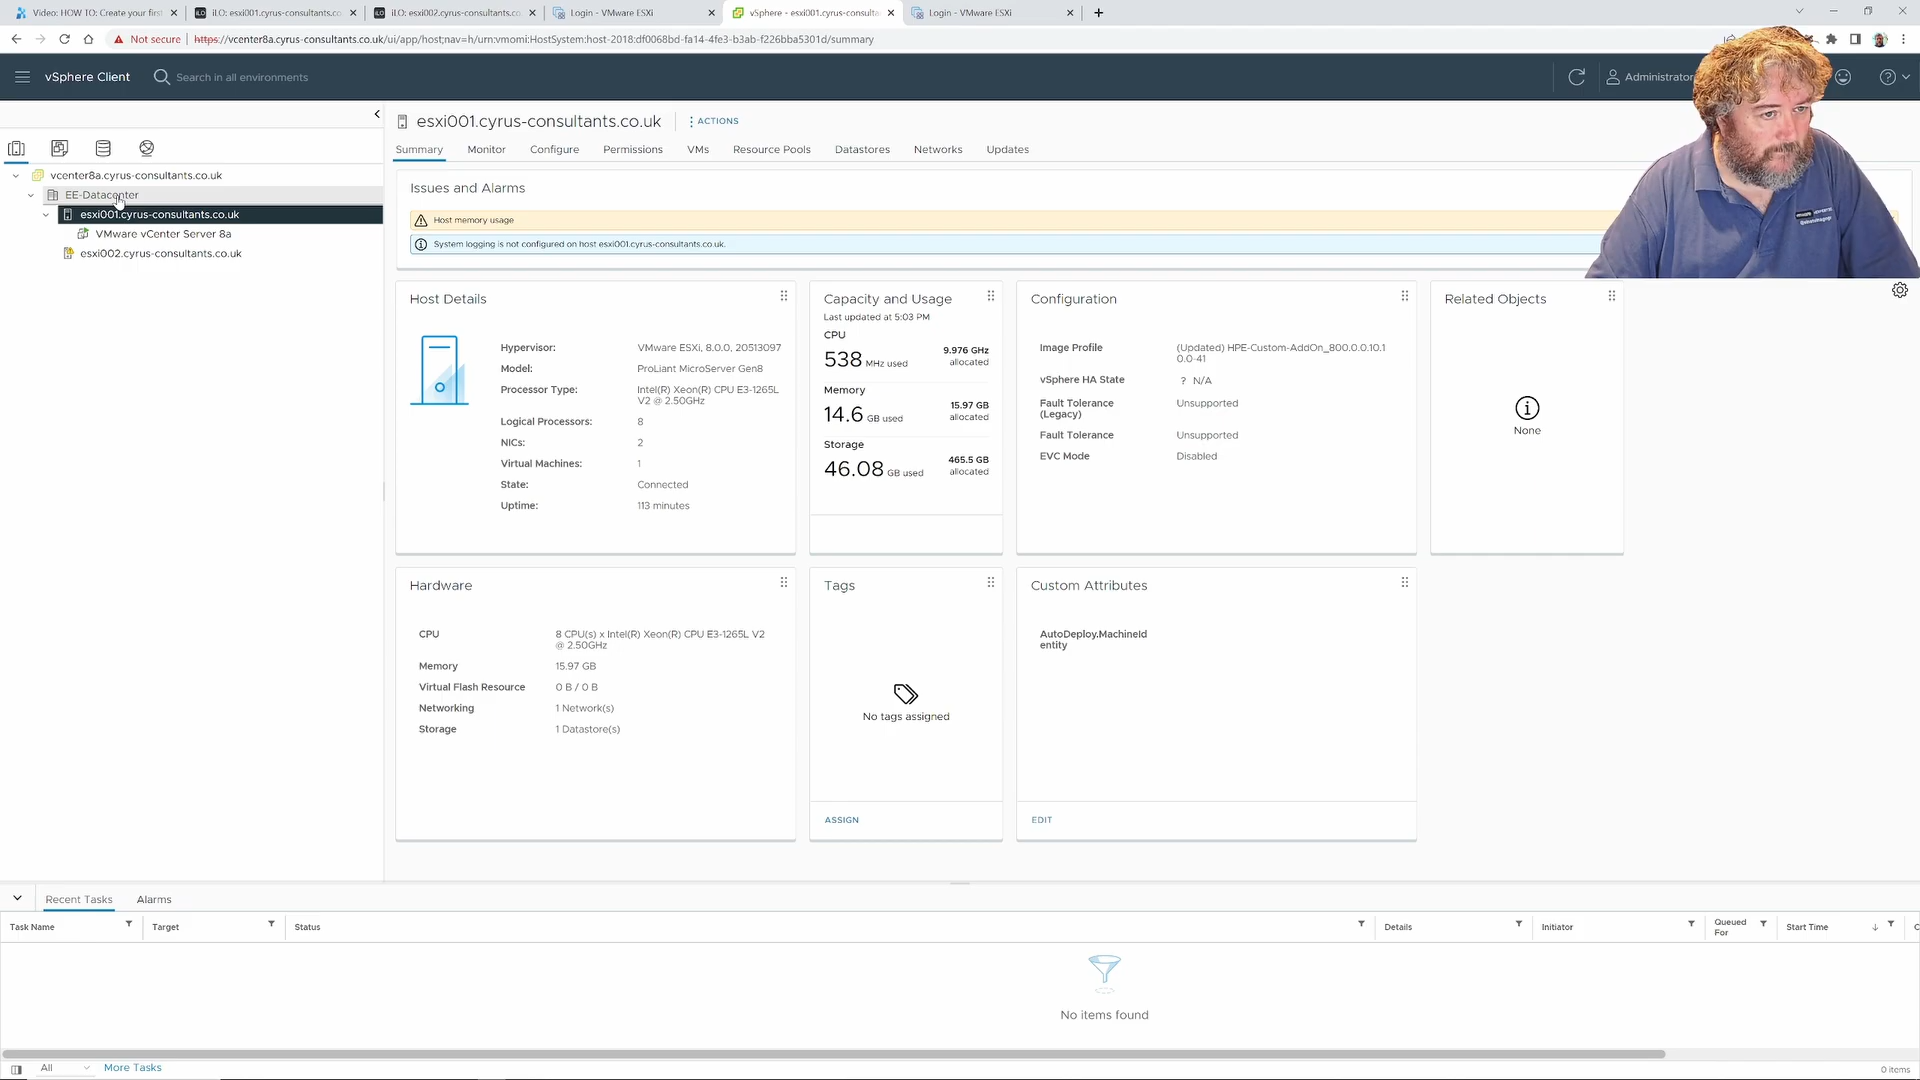 Video: HOW TO: Create your first
iLO: esxi001.cyrus-consultants.co.
iLO: esxi002.cyrus-consultants.co.
Login - VMware ESXi
vSphere - esxi001.cyrus-consulta
Login - VMware ESXi
Not secure
https://vcenter8a.cyrus-consultants.co.uk/ui/app/host;nav=h/urn:vmomi:HostSystem:host-2018:df0068bd-fa14-4fe3-b3ab-f226bba5301d/summary
vSphere Client
Search in all environments
Administrator
esxi001.cyrus-consultants.co.uk
ACTIONS
Summary
Monitor
Configure
Permissions
VMs
Resource Pools
Datastores
Networks
Updates
vcenter8a.cyrus-consultants.co.uk
EE-Datacenter
esxi001.cyrus-consultants.co.uk
VMware vCenter Server 8a
esxi002.cyrus-consultants.co.uk
Issues and Alarms
Host memory usage
System logging is not configured on host esxi001.cyrus-consultants.co.uk.
Host Details
Hypervisor: VMware ESXi, 8.0.0, 20513097
Model: ProLiant MicroServer Gen8
Processor Type: Intel(R) Xeon(R) CPU E3-1265L
V2 @ 2.50GHz
Logical Processors: 8
NICs: 2
Virtual Machines: 1
State: Connected
Uptime: 113 minutes
Capacity and Usage
Last updated at 5:03 PM
CPU
538 MHz used
9.976 GHz
allocated
Memory
14.6 GB used
15.97 GB
allocated
Storage
46.08 GB used
465.5 GB
allocated
Configuration
Image Profile
(Updated) HPE-Custom-AddOn_800.0.0.10.1
0.0-41
vSphere HA State
? N/A
Fault Tolerance
(Legacy)
Unsupported
Fault Tolerance
Unsupported
EVC Mode
Disabled
Related Objects
None
Hardware
CPU
8 CPU(s) x Intel(R) Xeon(R) CPU E3-1265L V2
@ 2.50GHz
Memory 15.97 GB
Virtual Flash Resource 0 B / 0 B
Networking 1 Network(s)
Storage 1 Datastore(s)
Tags
No tags assigned
ASSIGN
Custom Attributes
AutoDeploy.MachineId
entity
EDIT
Recent Tasks
Alarms
Task Name
Target
Status
Details
Initiator
Queued
For
Start Time
C
No items found
All
More Tasks
0 items